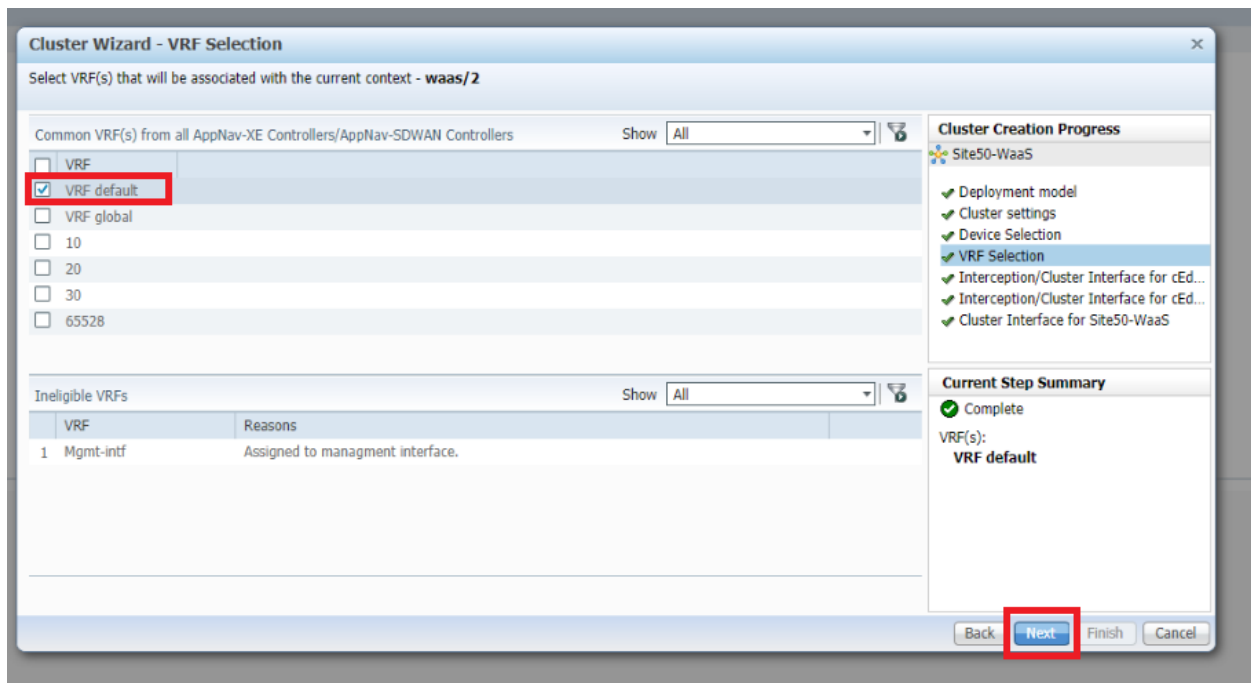 Cluster Wizard - VRF Selection
Select VRF(s) that will be associated with the current context - waas/2
Common VRF(s) from all AppNav-XE Controllers/AppNav-SDWAN Controllers Show All
VRF
VRF default
VRF global
10
20
30
65528
Ineligible VRFs Show All
VRF Reasons
1 Mgmt-intf Assigned to managment interface.
Cluster Creation Progress
Site50-WaaS
Deployment model
Cluster settings
Device Selection
VRF Selection
Interception/Cluster Interface for cEd...
Interception/Cluster Interface for cEd...
Cluster Interface for Site50-WaaS
Current Step Summary
Complete
VRF(s):
VRF default
Back Next Finish Cancel